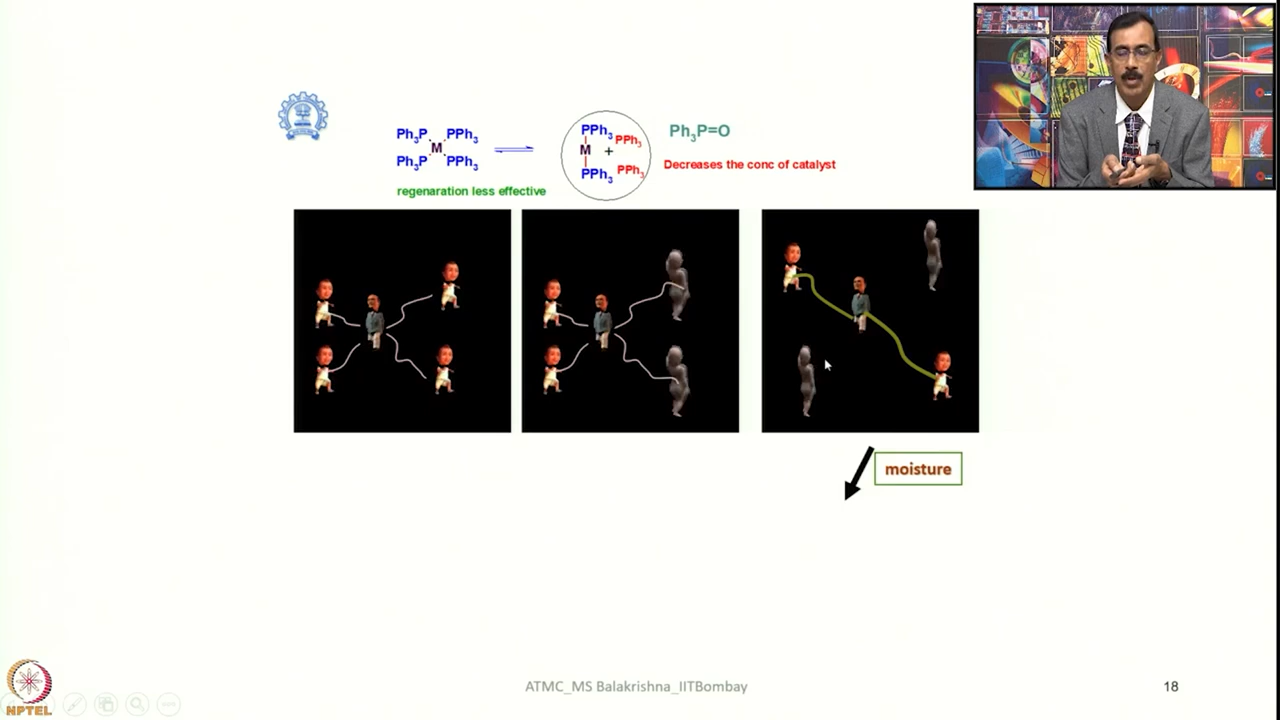 Ph₃P PPh₃
M
Ph₃P PPh₃
regenaration less effective
PPh₃
PPh₃
M +
PPh₃
PPh₃
Ph₃P=O
Decreases the conc of catalyst
moisture
ATMC_MS Balakrishna_IITBombay
18
NPTEL